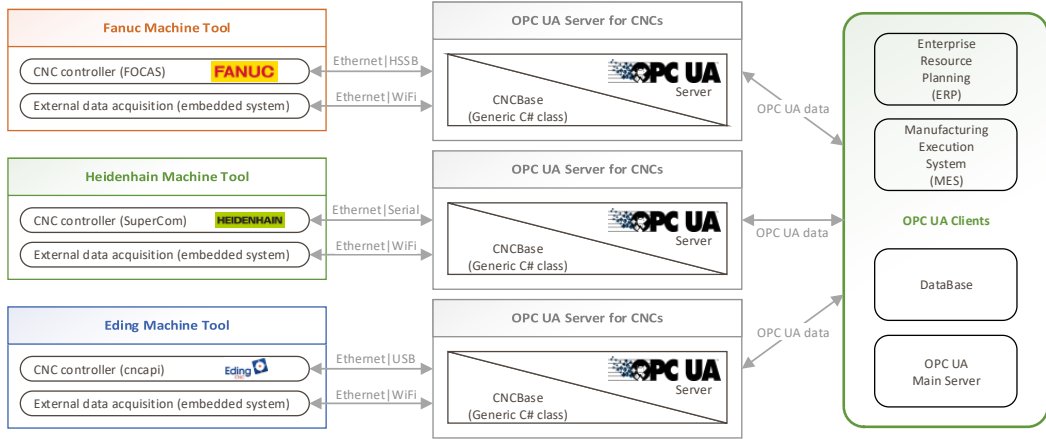 Fanuc Machine Tool
CNC controller (FOCAS)
FANUC
External data acquisition (embedded system)
Ethernet|HSSB
Ethernet|WiFi
OPC UA Server for CNCs
OPC UA
Server
CNCBase
(Generic C# class)
OPC UA data
Heidenhain Machine Tool
CNC controller (SuperCom)
HEIDENHAIN
External data acquisition (embedded system)
Ethernet|Serial
Ethernet|WiFi
OPC UA Server for CNCs
OPC UA
Server
CNCBase
(Generic C# class)
OPC UA data
Eding Machine Tool
CNC controller (cncapi)
Eding
CNC
External data acquisition (embedded system)
Ethernet|USB
Ethernet|WiFi
OPC UA Server for CNCs
OPC UA
Server
CNCBase
(Generic C# class)
OPC UA data
Enterprise
Resource
Planning
(ERP)
Manufacturing
Execution
System
(MES)
OPC UA Clients
DataBase
OPC UA
Main Server